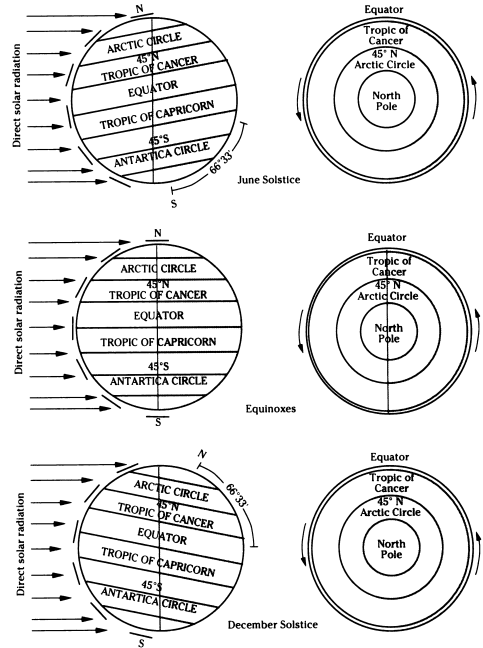 Direct solar radiation
N
ARCTIC CIRCLE
45°N
TROPIC OF CANCER
EQUATOR
TROPIC OF CAPRICORN
45°S
ANTARTICA CIRCLE
66°33'
S
June Solstice
Equator
Tropic of
Cancer
45° N
Arctic Circle
North
Pole
Direct solar radiation
N
ARCTIC CIRCLE
45°N
TROPIC OF CANCER
EQUATOR
TROPIC OF CAPRICORN
45°S
ANTARTICA CIRCLE
S
Equinoxes
Equator
Tropic of
Cancer
45° N
Arctic Circle
North
Pole
Direct solar radiation
N
66°33'
ARCTIC CIRCLE
45°N
TROPIC OF CANCER
EQUATOR
TROPIC OF CAPRICORN
45°S
ANTARTICA CIRCLE
S
December Solstice
Equator
Tropic of
Cancer
45° N
Arctic Circle
North
Pole